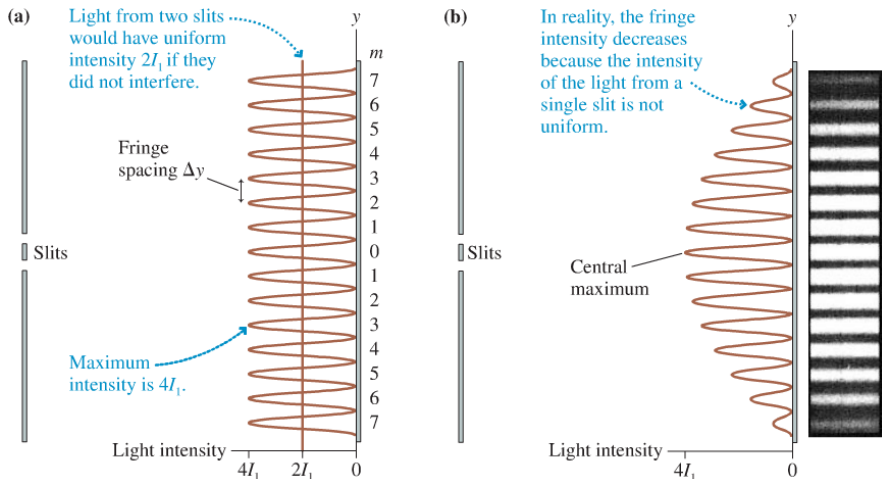 (a)
Light from two slits
would have uniform
intensity 2I₁ if they
did not interfere.
y
m
7
6
5
4
3
2
1
0
1
2
3
4
5
6
7
Fringe
spacing Δy
Slits
Maximum
intensity is 4I₁.
Light intensity
4I₁ 2I₁ 0
(b)
In reality, the fringe
intensity decreases
because the intensity
of the light from a
single slit is not
uniform.
y
Slits
Central
maximum
Light intensity
4I₁ 0